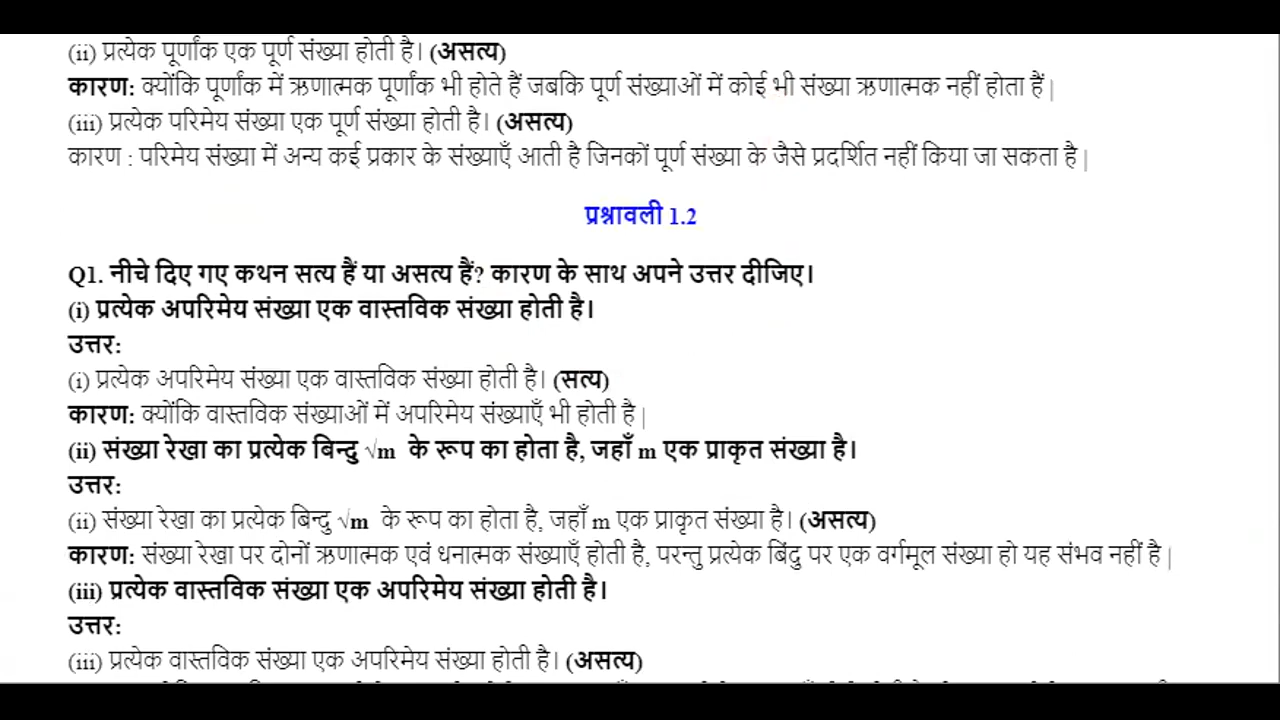 (ii) प्रत्येक पूर्णांक एक पूर्ण संख्या होती है। (असत्य)
कारण: क्योंकि पूर्णांक में ऋणात्मक पूर्णांक भी होते हैं जबकि पूर्ण संख्याओं में कोई भी संख्या ऋणात्मक नहीं होता हैं |
(iii) प्रत्येक परिमेय संख्या एक पूर्ण संख्या होती है। (असत्य)
कारण : परिमेय संख्या में अन्य कई प्रकार के संख्याएँ आती है जिनकों पूर्ण संख्या के जैसे प्रदर्शित नहीं किया जा सकता है |
प्रश्नावली 1.2
Q1. नीचे दिए गए कथन सत्य हैं या असत्य हैं? कारण के साथ अपने उत्तर दीजिए।
(i) प्रत्येक अपरिमेय संख्या एक वास्तविक संख्या होती है।
उत्तर:
(i) प्रत्येक अपरिमेय संख्या एक वास्तविक संख्या होती है। (सत्य)
कारण: क्योंकि वास्तविक संख्याओं में अपरिमेय संख्याएँ भी होती है |
(ii) संख्या रेखा का प्रत्येक बिन्दु √m के रूप का होता है, जहाँ m एक प्राकृत संख्या है।
उत्तर:
(ii) संख्या रेखा का प्रत्येक बिन्दु √m के रूप का होता है, जहाँ m एक प्राकृत संख्या है। (असत्य)
कारण: संख्या रेखा पर दोनों ऋणात्मक एवं धनात्मक संख्याएँ होती है, परन्तु प्रत्येक बिंदु पर एक वर्गमूल संख्या हो यह संभव नहीं है |
(iii) प्रत्येक वास्तविक संख्या एक अपरिमेय संख्या होती है।
उत्तर:
(iii) प्रत्येक वास्तविक संख्या एक अपरिमेय संख्या होती है। (असत्य)